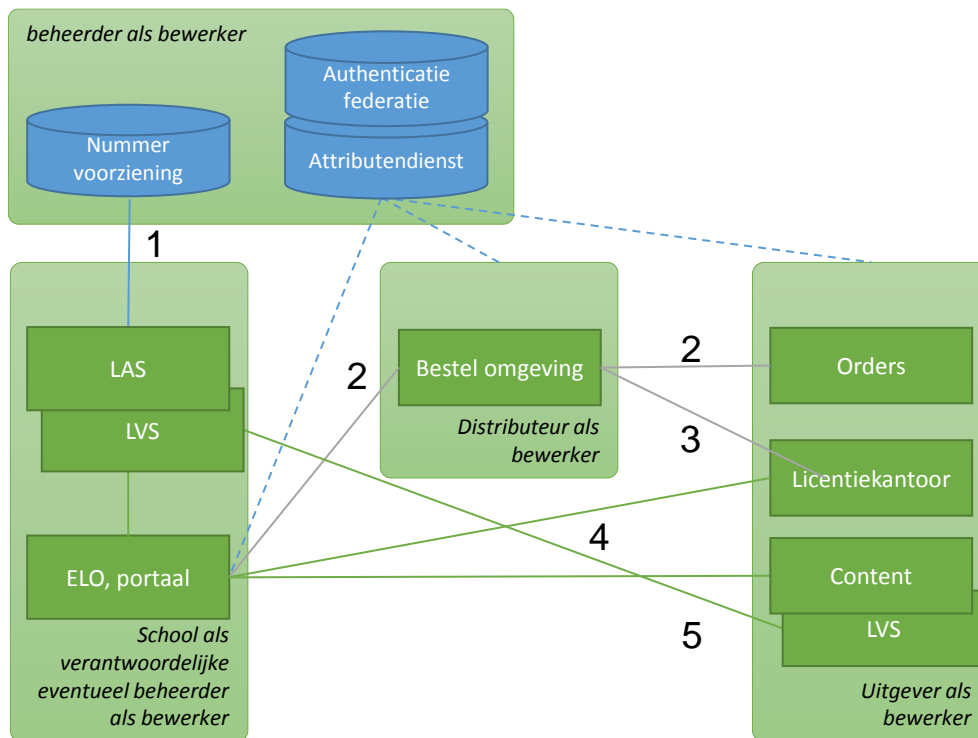 beheerder als bewerker
Authenticatie
federatie
Nummer
voorziening
Attributendienst
1
LAS
LVS
ELO, portaal
School als
verantwoordelijke
eventueel beheerder
als bewerker
2
Bestel omgeving
Distributeur als
bewerker
2
3
4
5
Orders
Licentiekantoor
Content
LVS
Uitgever als
bewerker